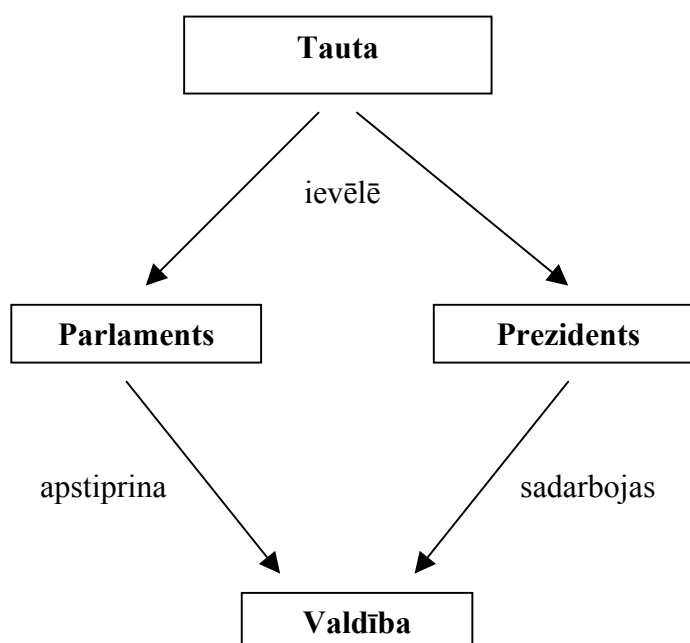 Tauta
ievēlē
Parlaments
Prezidents
apstiprina
sadarbojas
Valdība